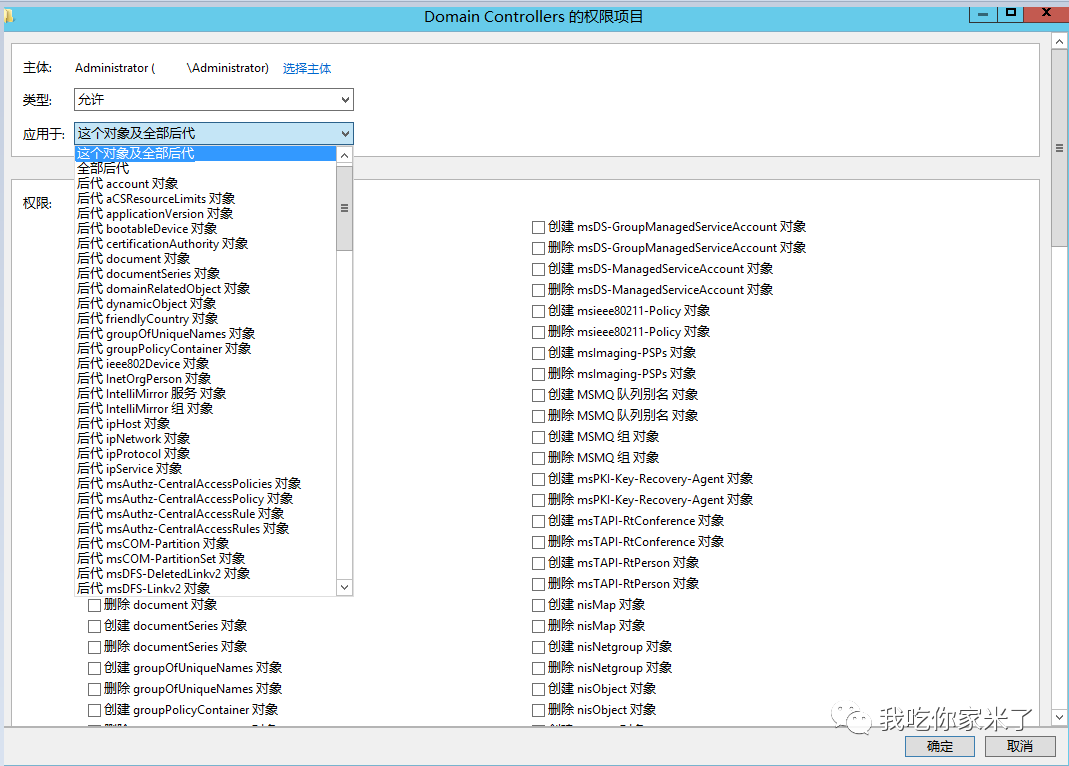 Domain Controllers 的权限项目
主体: Administrator ( \Administrator) 选择主体
类型: 允许
应用于: 这个对象及全部后代
这个对象及全部后代
全部后代
后代 account 对象
后代 aCSResourceLimits 对象
后代 applicationVersion 对象
后代 bootableDevice 对象
后代 certificationAuthority 对象
后代 document 对象
后代 documentSeries 对象
后代 domainRelatedObject 对象
后代 dynamicObject 对象
后代 friendlyCountry 对象
后代 groupOfUniqueNames 对象
后代 groupPolicyContainer 对象
后代 ieee802Device 对象
后代 InetOrgPerson 对象
后代 IntelliMirror 服务 对象
后代 IntelliMirror 组 对象
后代 ipHost 对象
后代 ipNetwork 对象
后代 ipProtocol 对象
后代 ipService 对象
后代 msAuthz-CentralAccessPolicies 对象
后代 msAuthz-CentralAccessPolicy 对象
后代 msAuthz-CentralAccessRule 对象
后代 msAuthz-CentralAccessRules 对象
后代 msCOM-Partition 对象
后代 msCOM-PartitionSet 对象
后代 msDFS-DeletedLinkv2 对象
后代 msDFS-Linkv2 对象
权限:
删除 document 对象
创建 documentSeries 对象
删除 documentSeries 对象
创建 groupOfUniqueNames 对象
删除 groupOfUniqueNames 对象
创建 groupPolicyContainer 对象
创建 msDS-GroupManagedServiceAccount 对象
删除 msDS-GroupManagedServiceAccount 对象
创建 msDS-ManagedServiceAccount 对象
删除 msDS-ManagedServiceAccount 对象
创建 msieee80211-Policy 对象
删除 msieee80211-Policy 对象
创建 msImaging-PSPs 对象
删除 msImaging-PSPs 对象
创建 MSMQ 队列别名 对象
删除 MSMQ 队列别名 对象
创建 MSMQ 组 对象
删除 MSMQ 组 对象
创建 msPKI-Key-Recovery-Agent 对象
删除 msPKI-Key-Recovery-Agent 对象
创建 msTAPI-RtConference 对象
删除 msTAPI-RtConference 对象
创建 msTAPI-RtPerson 对象
删除 msTAPI-RtPerson 对象
创建 nisMap 对象
删除 nisMap 对象
创建 nisNetgroup 对象
删除 nisNetgroup 对象
创建 nisObject 对象
删除 nisObject 对象
我吃你家米了
确定 取消